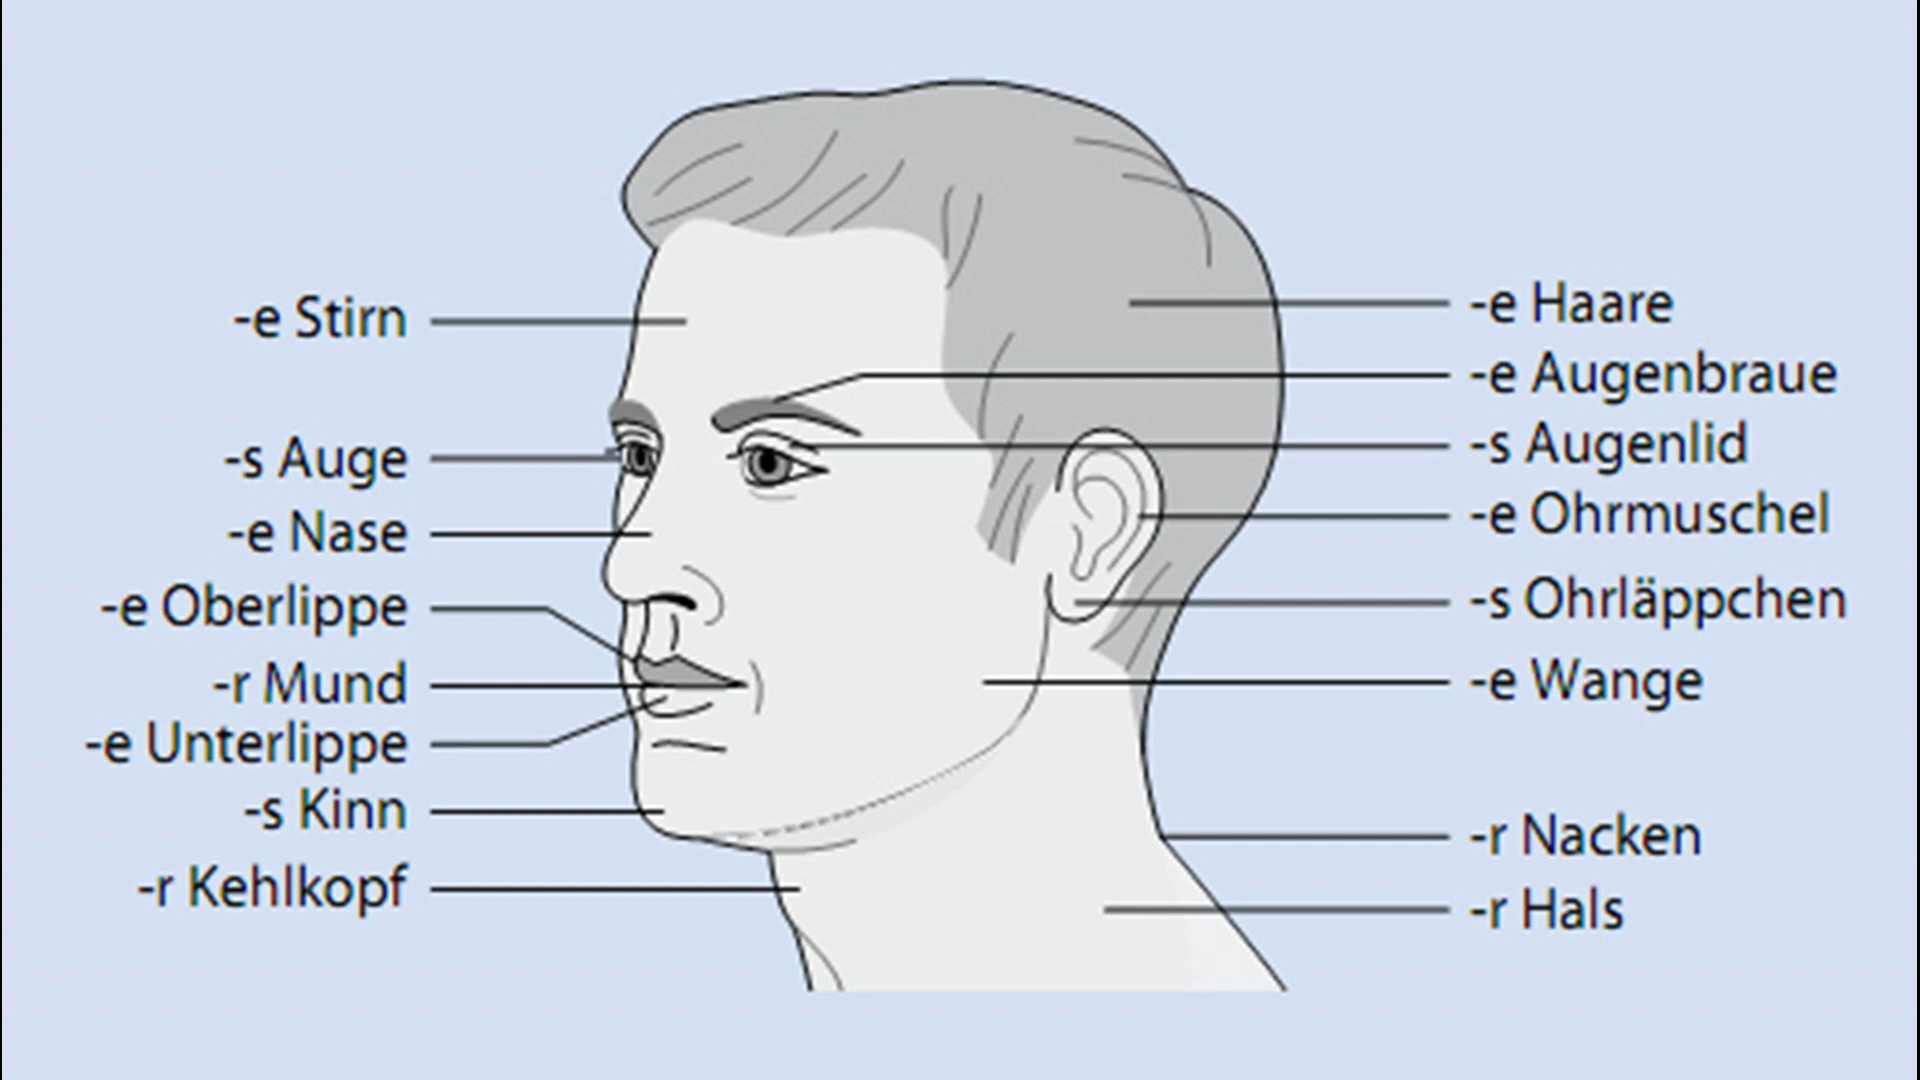 -e Stirn
-s Auge
-e Nase
-e Oberlippe
-r Mund
-e Unterlippe
-s Kinn
-r Kehlkopf
-e Haare
-e Augenbraue
-s Augenlid
-e Ohrmuschel
-s Ohrläppchen
-e Wange
-r Nacken
-r Hals